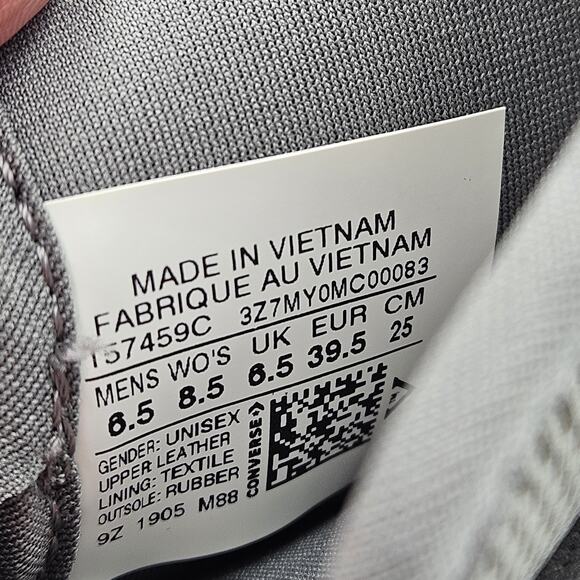 MADE IN VIETNAM
FABRIQUE AU VIETNAM
157459C 3Z7MY0MC00083
MENS WO'S UK EUR CM
6.5 8.5 6.5 39.5 25
GENDER: UNISEX
UPPER: LEATHER
LINING: TEXTILE
OUTSOLE: RUBBER
9Z 1905 M88
CONVERSE